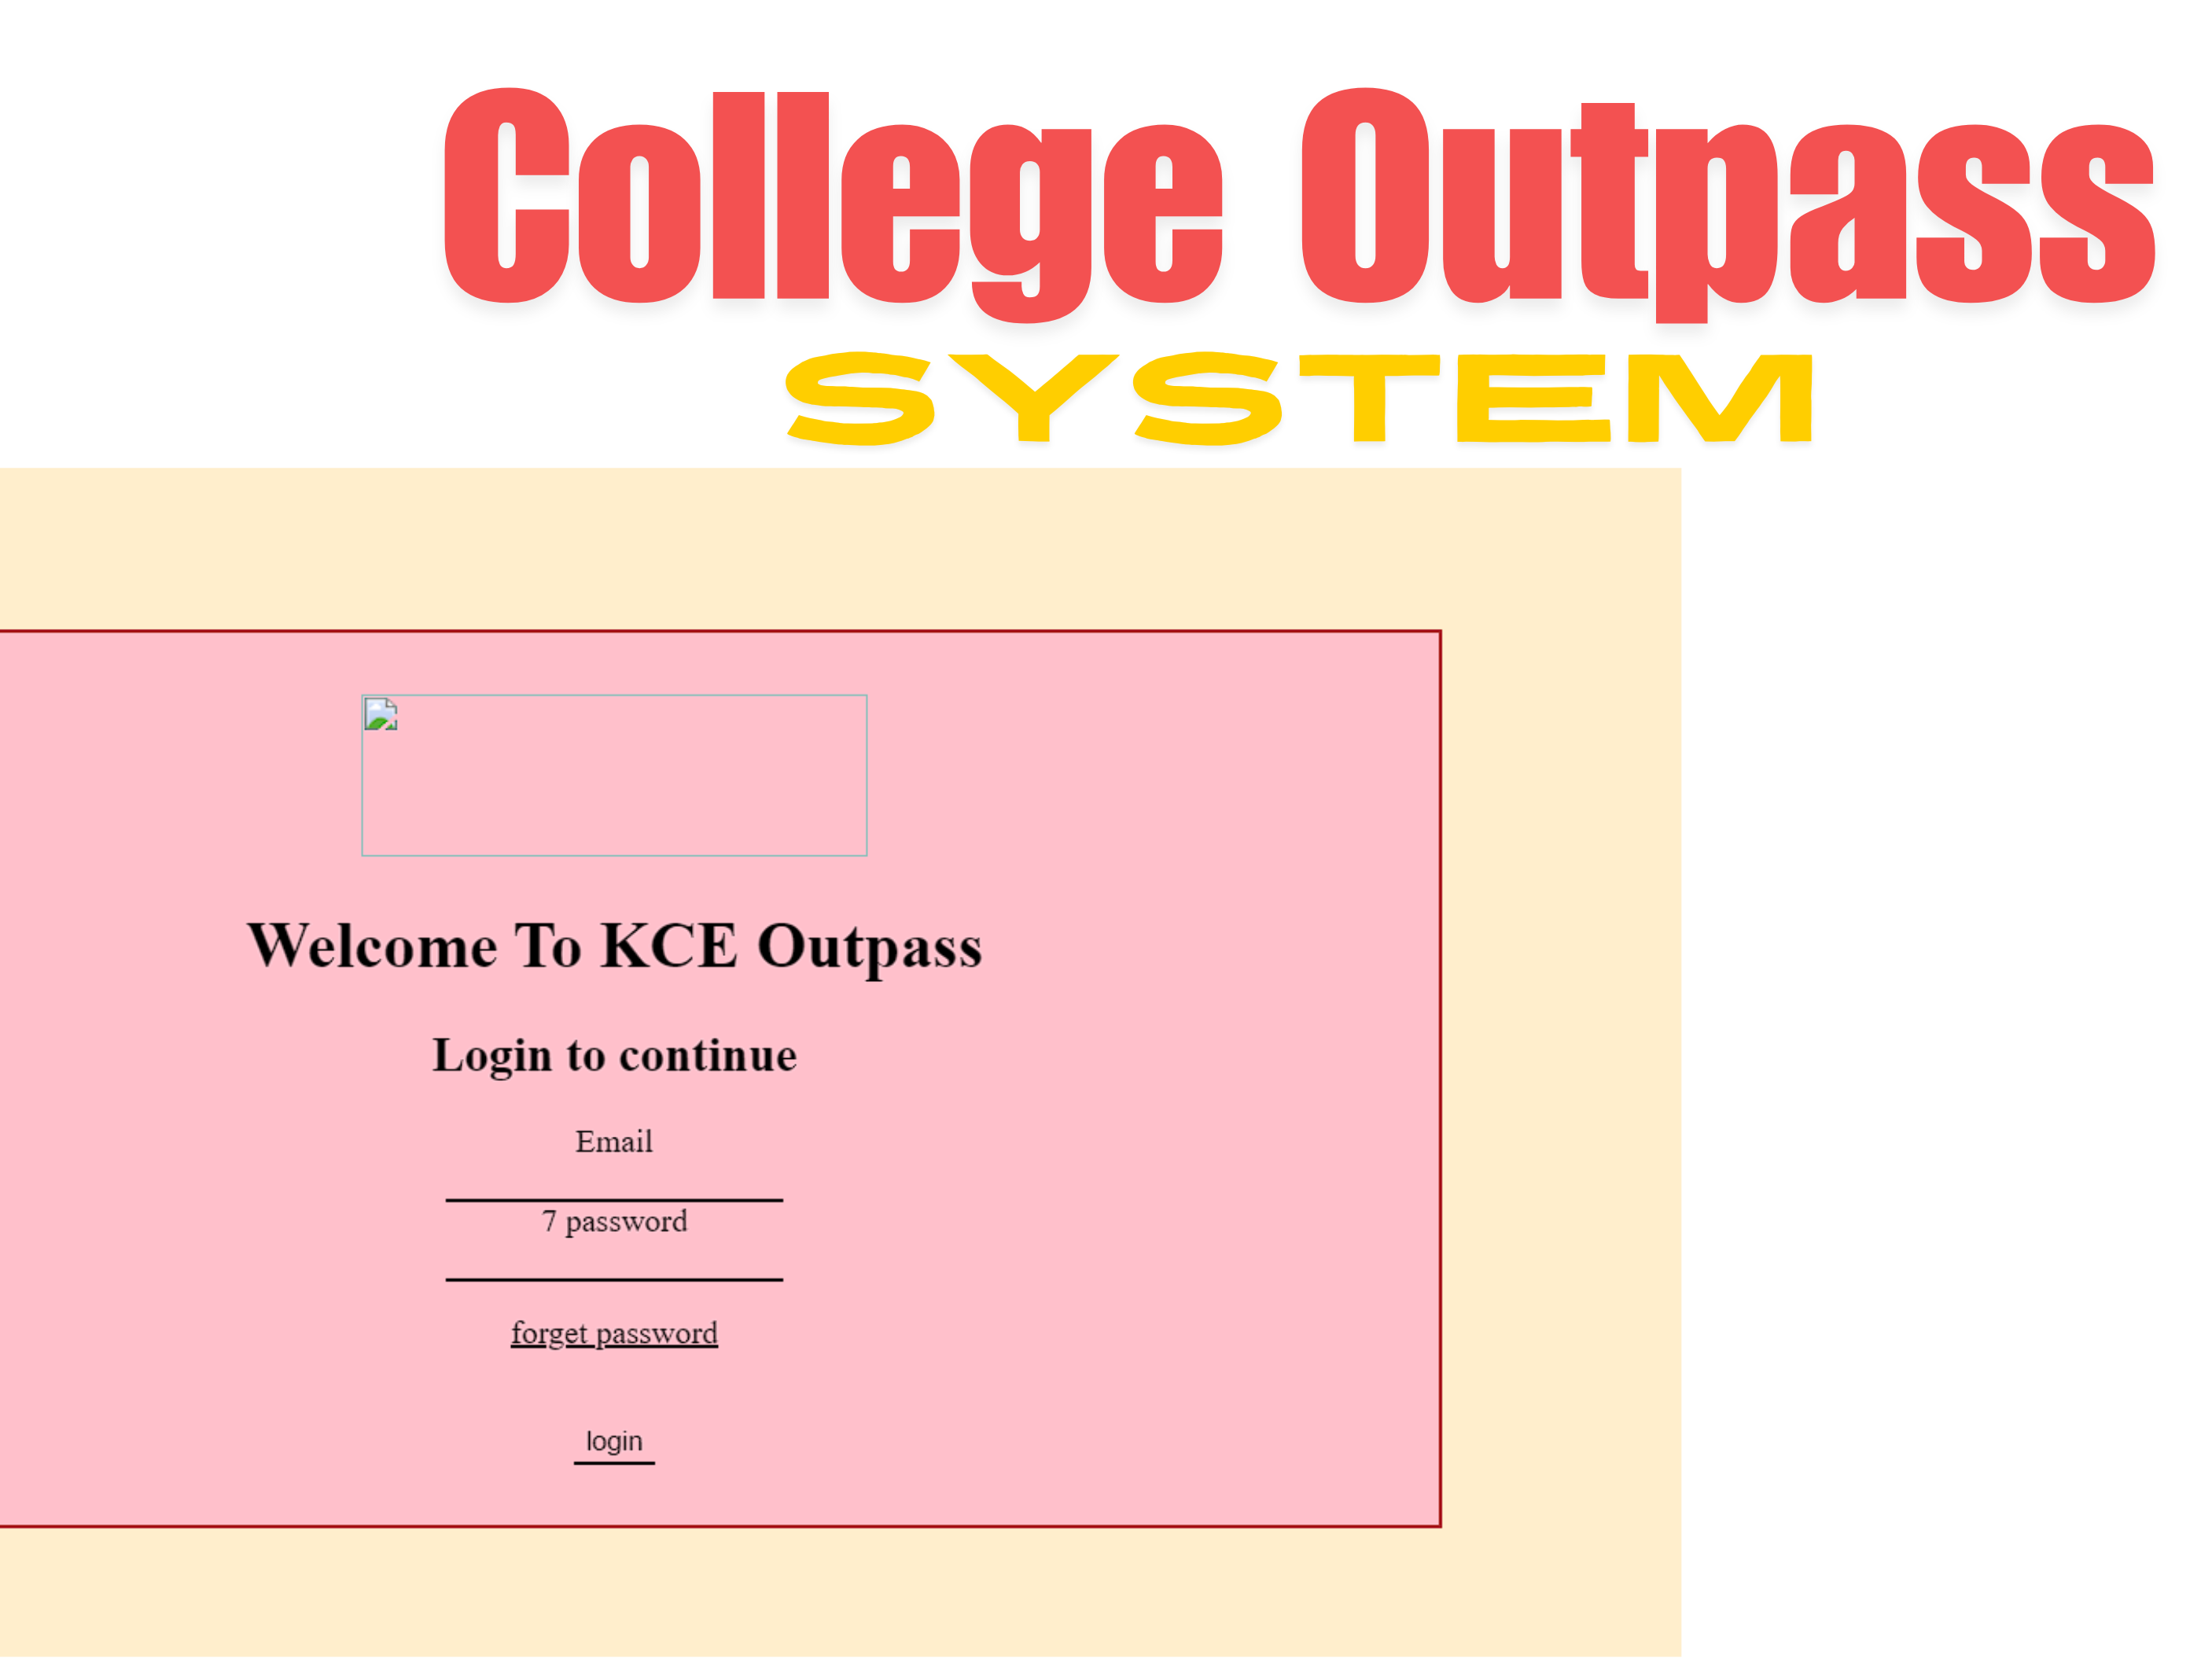 College Outpass
SYSTEM
Welcome To KCE Outpass
Login to continue
Email
7 password
forget password
login